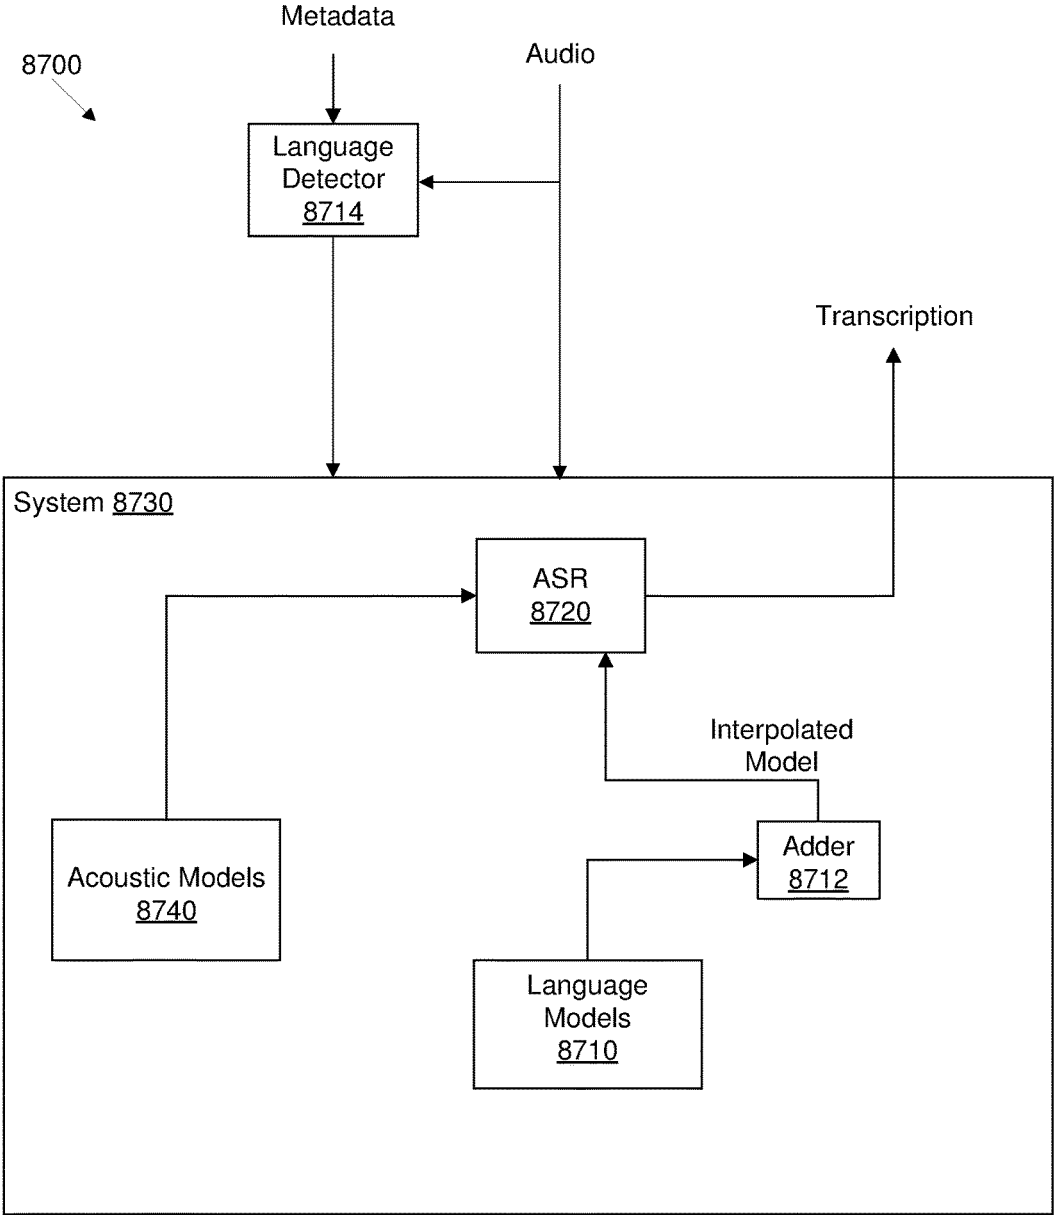 Metadata
Audio
8700
Language
Detector
8714
Transcription
System 8730
ASR
8720
Interpolated
Model
Adder
8712
Acoustic Models
8740
Language
Models
8710